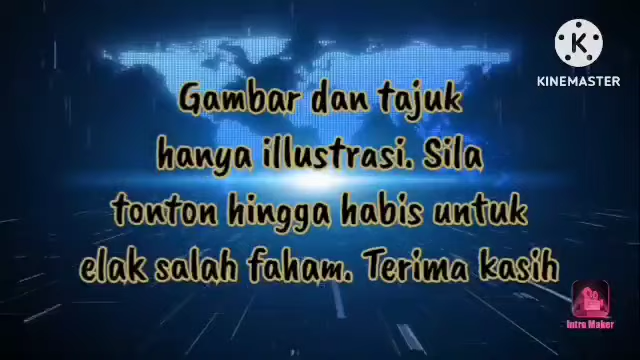 KINEMASTER
Gambar dan tajuk
hanya illustrasi. Sila
tonton hingga habis untuk
elak salah faham. Terima kasih
Intro Maker